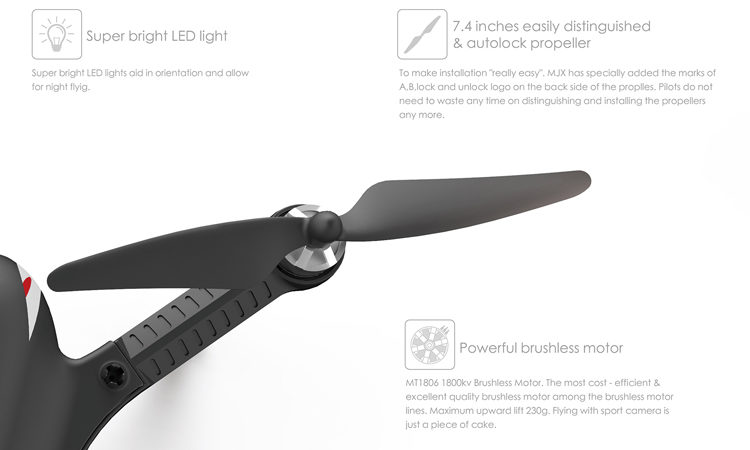 Super bright LED light
Super bright LED lights aid in orientation and allow
for night flyig.
7.4 inches easily distinguished
& autolock propeller
To make installation "really easy". MJX has specially added the marks of
A,B,lock and unlock logo on the back side of the proplles. Pilots do not
need to waste any time on distinguishing and installing the propellers
any more.
Powerful brushless motor
MT1806 1800kv Brushless Motor. The most cost - efficient &
excellent quality brushless motor among the brushless motor
lines. Maximum upward lift 230g. Flying with sport camera is
just a piece of cake.